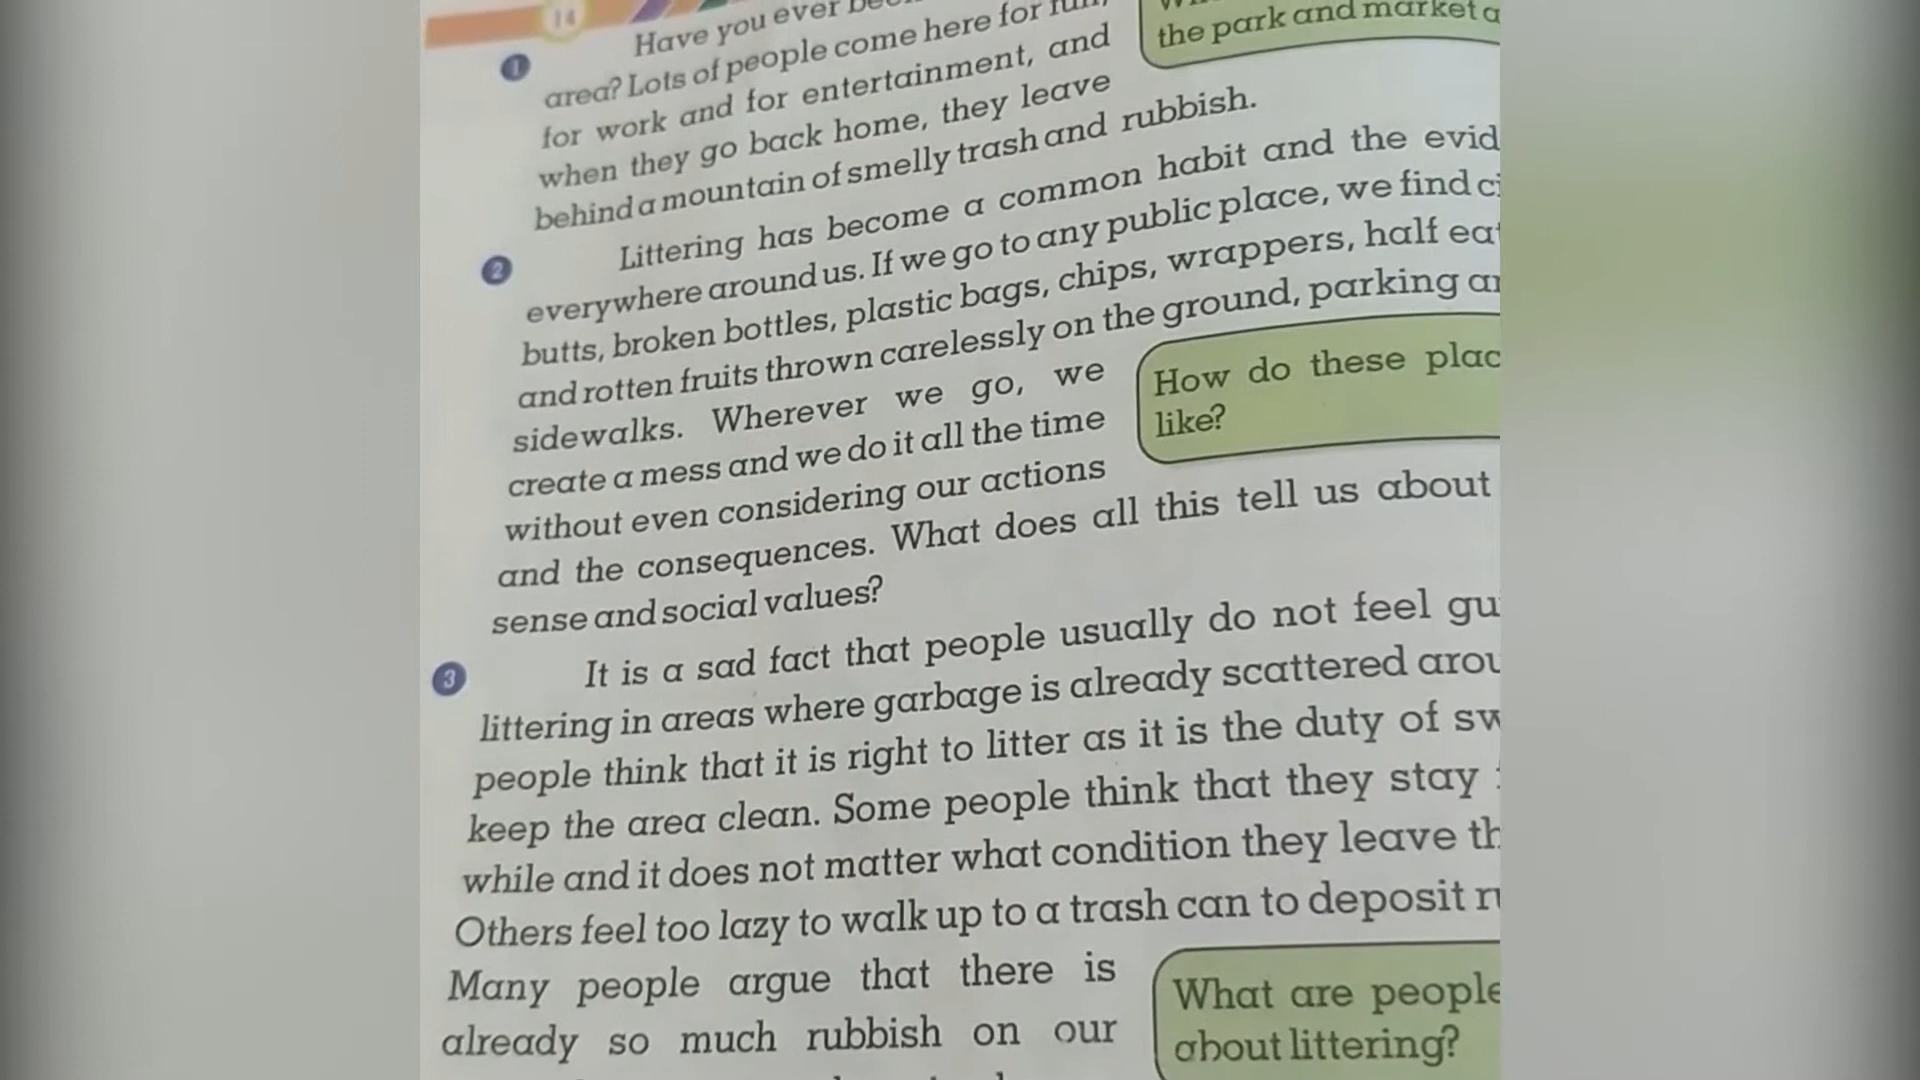 14
1 Have you ever
area? Lots of people come here for fun,
for work and for entertainment, and
when they go back home, they leave
behind a mountain of smelly trash and rubbish.
the park and market a
2 Littering has become a common habit and the evid
everywhere around us. If we go to any public place, we find ci
butts, broken bottles, plastic bags, chips, wrappers, half eat
and rotten fruits thrown carelessly on the ground, parking ar
sidewalks. Wherever we go, we
create a mess and we do it all the time
without even considering our actions
and the consequences. What does all this tell us about
sense and social values?
How do these plac
like?
3 It is a sad fact that people usually do not feel gu
littering in areas where garbage is already scattered arou
people think that it is right to litter as it is the duty of sw
keep the area clean. Some people think that they stay
while and it does not matter what condition they leave th
Others feel too lazy to walk up to a trash can to deposit ru
Many people argue that there is
already so much rubbish on our
What are people
about littering?